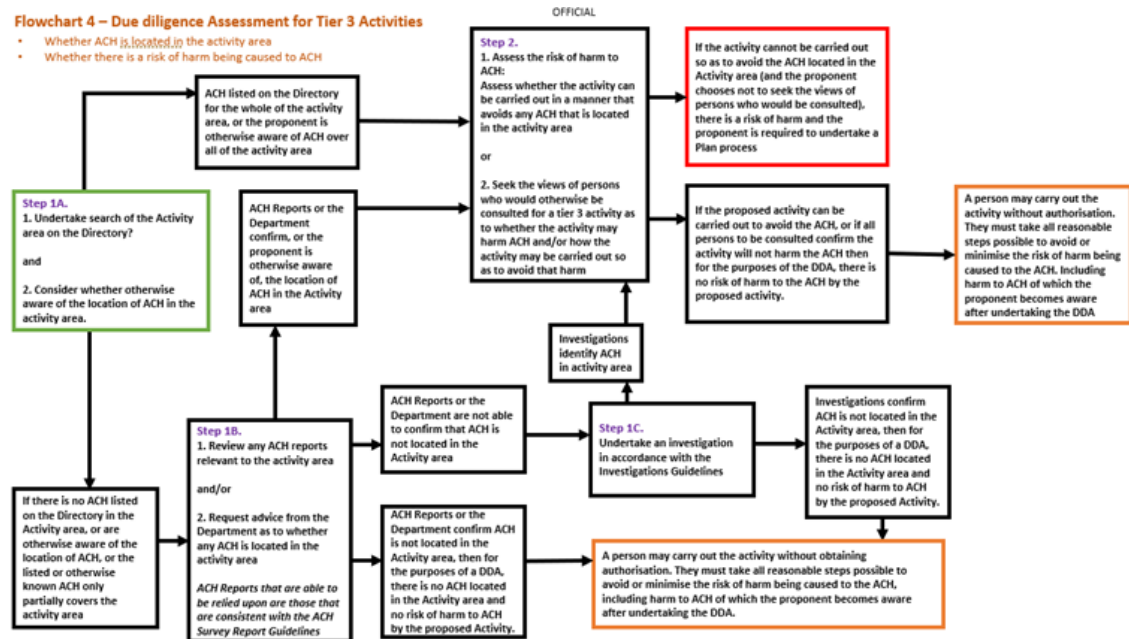 OFFICIAL
Flowchart 4 – Due diligence Assessment for Tier 3 Activities
• Whether ACH is located in the activity area
• Whether there is a risk of harm being caused to ACH
ACH listed on the Directory
for the whole of the activity
area, or the proponent is
otherwise aware of ACH over
all of the activity area
Step 2.
1. Assess the risk of harm to
ACH:
Assess whether the activity can
be carried out in a manner that
avoids any ACH that is located
in the activity area
or
2. Seek the views of persons
who would otherwise be
consulted for a tier 3 activity as
to whether the activity may
harm ACH and/or how the
activity may be carried out so
as to avoid that harm
If the activity cannot be carried out
so as to avoid the ACH located in the
Activity area (and the proponent
chooses not to seek the views of
persons who would be consulted),
there is a risk of harm and the
proponent is required to undertake a
Plan process
Step 1A.
1. Undertake search of the Activity
area on the Directory?
and
2. Consider whether otherwise
aware of the location of ACH in the
activity area.
ACH Reports or the
Department
confirm, or the
proponent is
otherwise aware
of, the location of
ACH in the Activity
area
If the proposed activity can be
carried out to avoid the ACH, or if all
persons to be consulted confirm the
activity will not harm the ACH then
for the purposes of the DDA, there is
no risk of harm to the ACH by the
proposed activity.
A person may carry out the
activity without authorisation.
They must take all reasonable
steps possible to avoid or
minimise the risk of harm being
caused to the ACH. Including
harm to ACH of which the
proponent becomes aware
after undertaking the DDA
Investigations
identify ACH
in activity area
If there is no ACH listed
on the Directory in the
Activity area, or are
otherwise aware of the
location of ACH, or the
listed or otherwise
known ACH only
partially covers the
activity area
Step 1B.
1. Review any ACH reports
relevant to the activity area
and/or
2. Request advice from the
Department as to whether
any ACH is located in the
activity area
ACH Reports that are able to
be relied upon are those that
are consistent with the ACH
Survey Report Guidelines
ACH Reports or the
Department are not able
to confirm that ACH is
not located in the
Activity area
Step 1C.
Undertake an investigation
in accordance with the
Investigations Guidelines
Investigations confirm
ACH is not located in the
Activity area, then for
the purposes of a DDA,
there is no ACH located
in the Activity area and
no risk of harm to ACH
by the proposed Activity.
ACH Reports or the
Department confirm ACH
is not located in the
Activity area, then for
the purposes of a DDA,
there is no ACH located
in the Activity area and
no risk of harm to ACH
by the proposed Activity.
A person may carry out the activity without obtaining
authorisation. They must take all reasonable steps possible to
avoid or minimise the risk of harm being caused to the ACH,
including harm to ACH of which the proponent becomes aware
after undertaking the DDA.